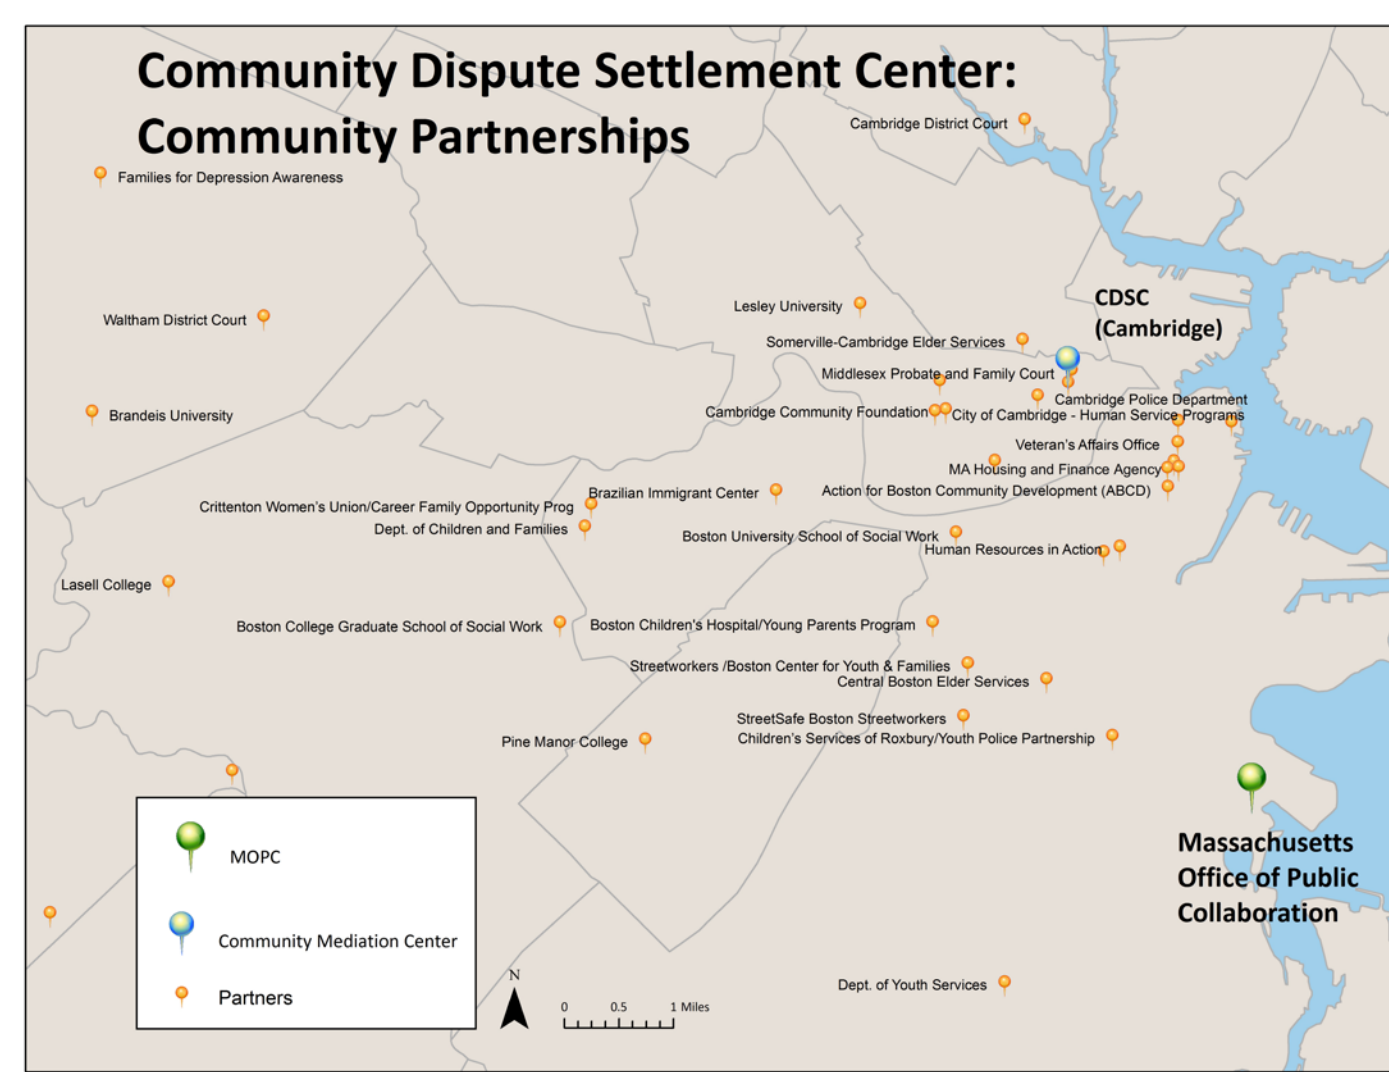 Community Dispute Settlement Center:
Community Partnerships
Cambridge District Court
Families for Depression Awareness
CDSC
(Cambridge)
Lesley University
Waltham District Court
Somerville-Cambridge Elder Services
Middlesex Probate and Family Court
Cambridge Police Department
Cambridge Community Foundation
City of Cambridge - Human Service Programs
Brandeis University
Veteran's Affairs Office
MA Housing and Finance Agency
Action for Boston Community Development (ABCD)
Brazilian Immigrant Center
Crittenton Women's Union/Career Family Opportunity Prog
Dept. of Children and Families
Boston University School of Social Work
Human Resources in Action
Lasell College
Boston College Graduate School of Social Work
Boston Children's Hospital/Young Parents Program
Streetworkers /Boston Center for Youth & Families
Central Boston Elder Services
StreetSafe Boston Streetworkers
Children's Services of Roxbury/Youth Police Partnership
Pine Manor College
Massachusetts
Office of Public
Collaboration
MOPC
Community Mediation Center
Partners
N
0 0.5 1 Miles
Dept. of Youth Services